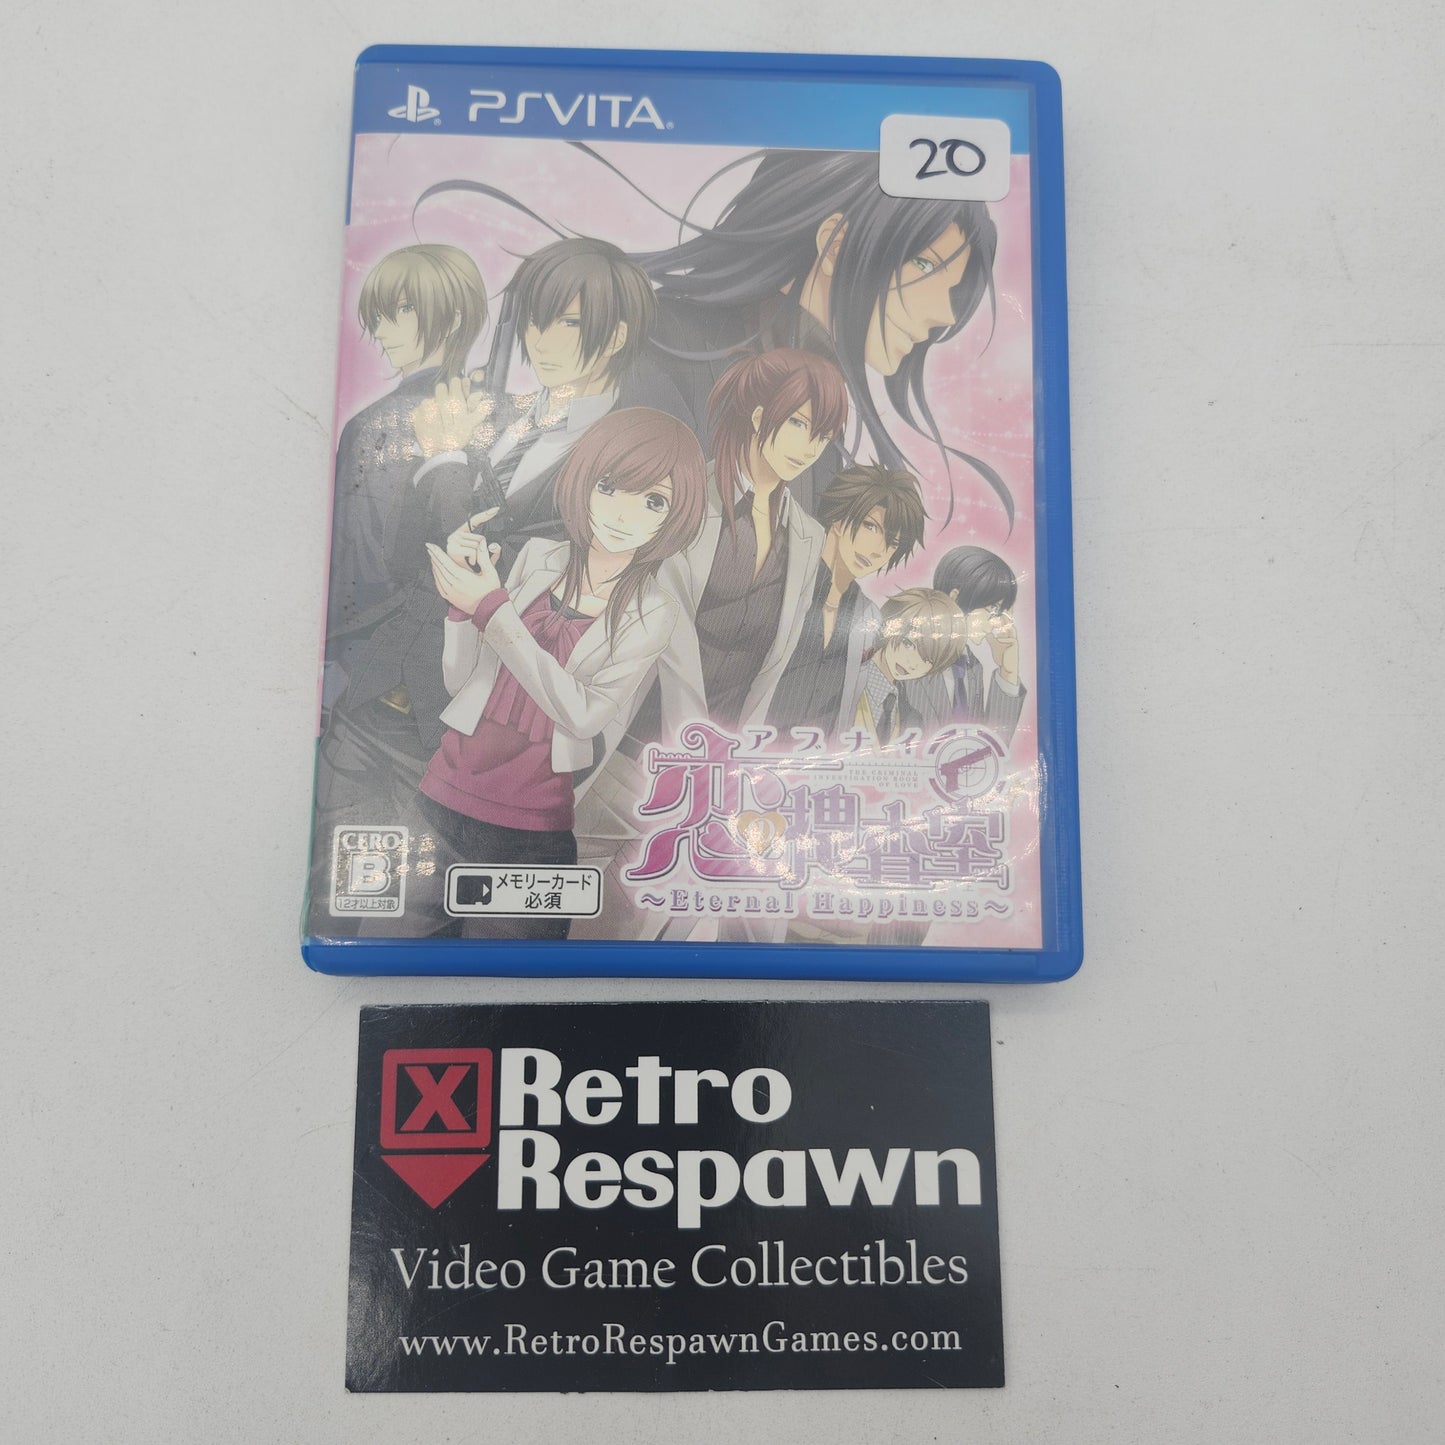 PSVITA
20
アブナイ
THE CRIMINAL
INVESTIGATION ROOM
OF LOVE
恋の捜査室
～Eternal Happiness～
CERO
B
12才以上対象
メモリーカード
必須
X Retro
Respawn
Video Game Collectibles
www.RetroRespawnGames.com